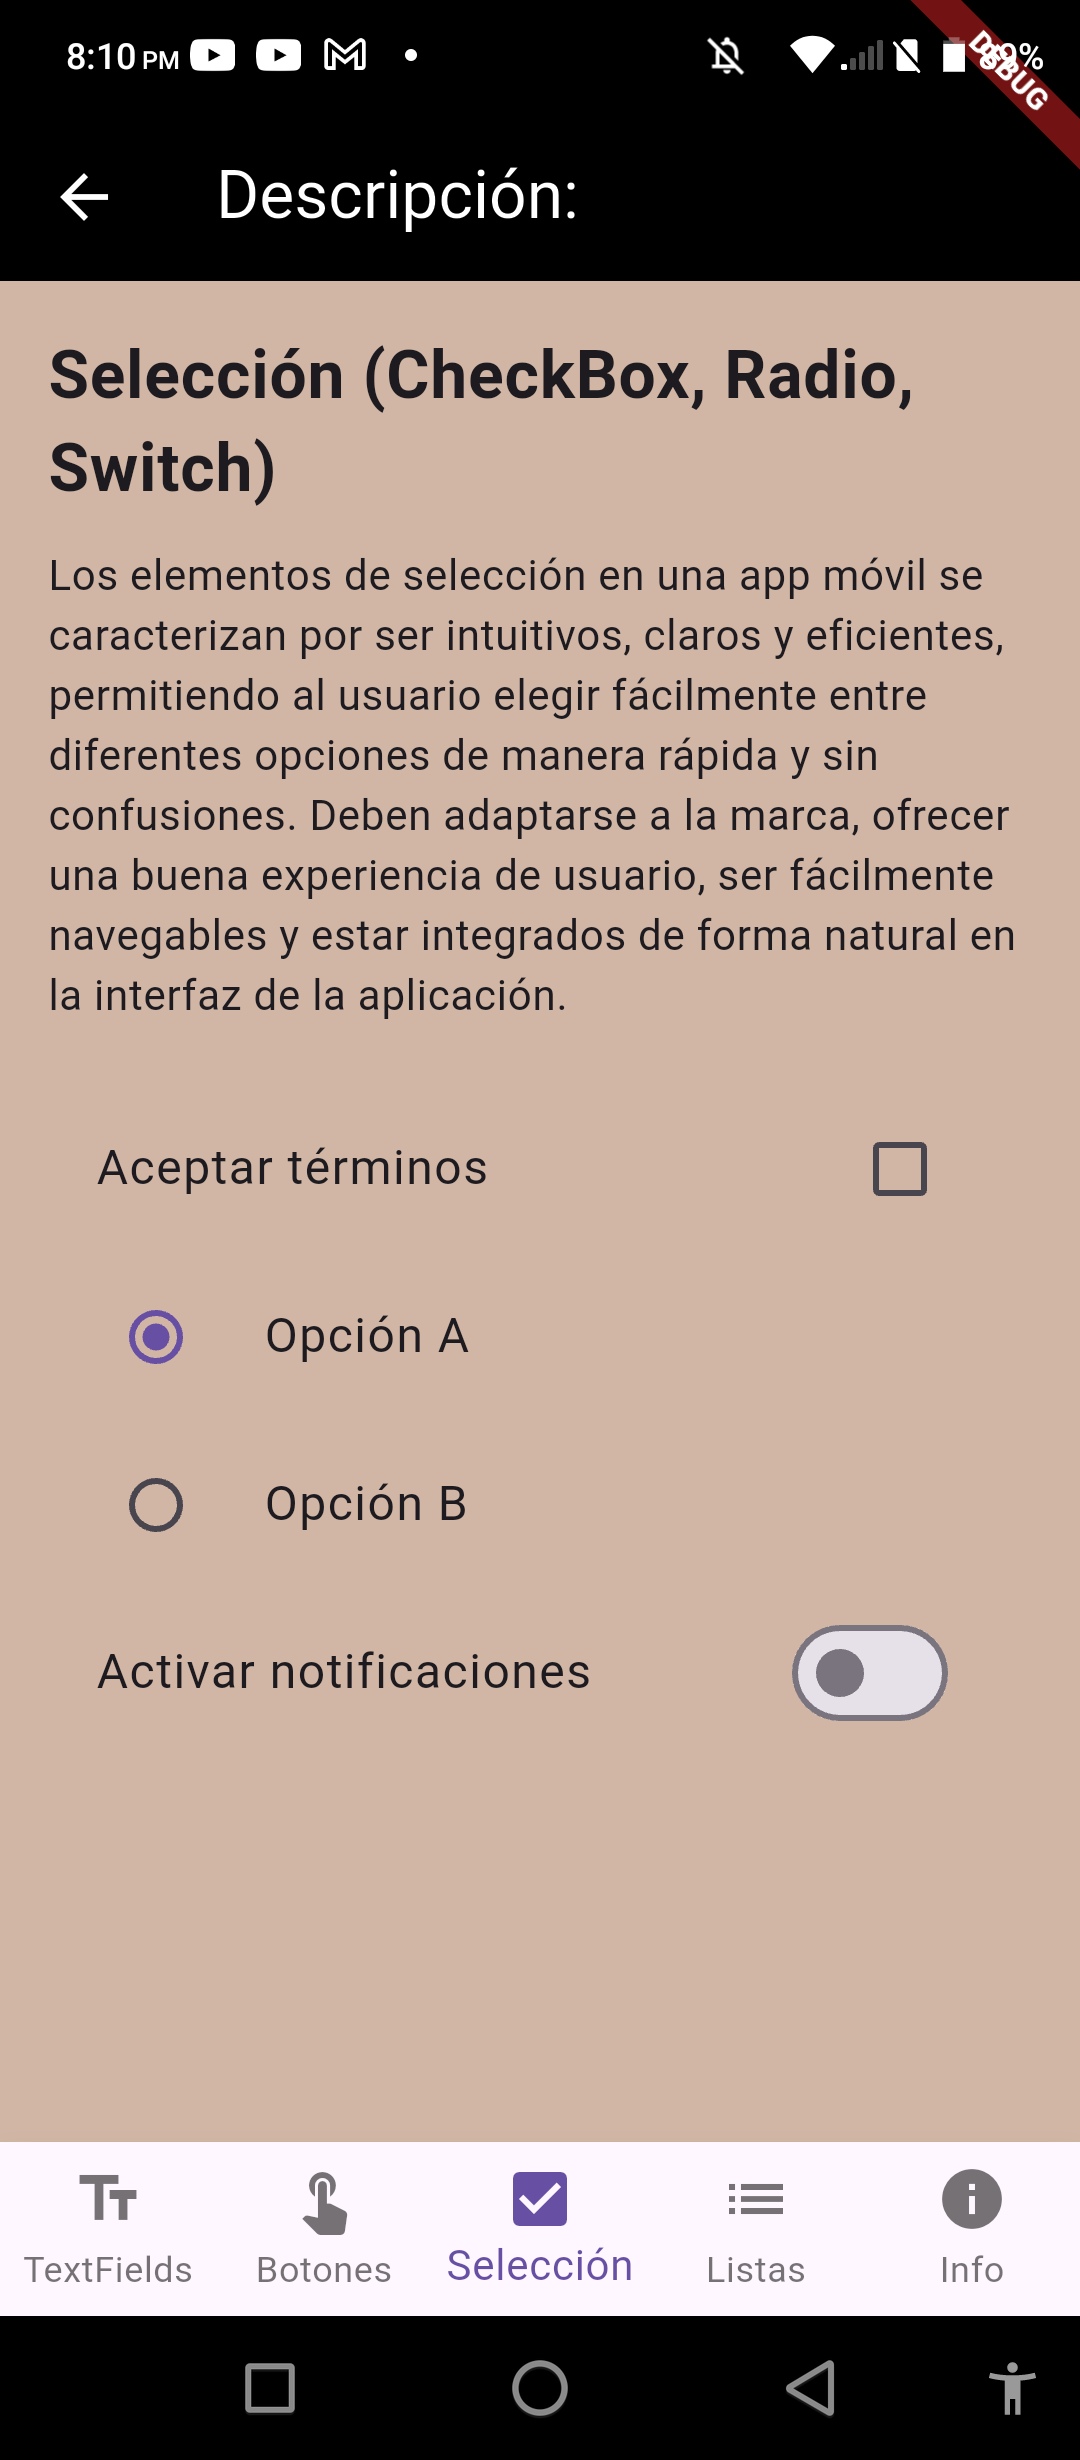 8:10 PM
DEBUG
Descripción:
Selección (CheckBox, Radio,
Switch)
Los elementos de selección en una app móvil se
caracterizan por ser intuitivos, claros y eficientes,
permitiendo al usuario elegir fácilmente entre
diferentes opciones de manera rápida y sin
confusiones. Deben adaptarse a la marca, ofrecer
una buena experiencia de usuario, ser fácilmente
navegables y estar integrados de forma natural en
la interfaz de la aplicación.
Aceptar términos
Opción A
Opción B
Activar notificaciones
TextFields
Botones
Selección
Listas
Info